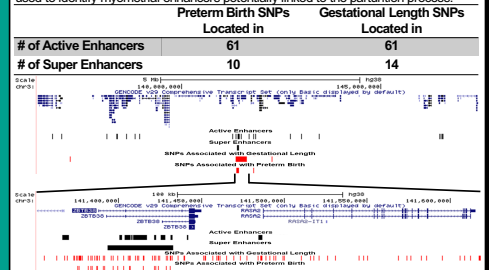 used to identify myometrial enhancers potentially linked to the parturition process.
Preterm Birth SNPs Located in Gestational Length SNPs Located in
# of Active Enhancers 61 61
# of Super Enhancers 10 14
Scale 5 Mb hg38
chr3: 140,000,000 145,000,000
GENCODE v29 Comprehensive Transcript Set (only Basic displayed by default)
Active Enhancers
Super Enhancers
SNPs Associated with Gestational Length
SNPs Associated with Preterm Birth
Scale 100 kb hg38
chr3: 141,400,000 141,450,000 141,500,000 141,550,000 141,600,000
GENCODE v29 Comprehensive Transcript Set (only Basic displayed by default)
ZBTB38 RASA2
ZBTB38 RASA2
ZBTB38 RASA2-IT1
ZBTB38
Active Enhancers
Super Enhancers
SNPs Associated with Gestational Length
SNPs Associated with Preterm Birth